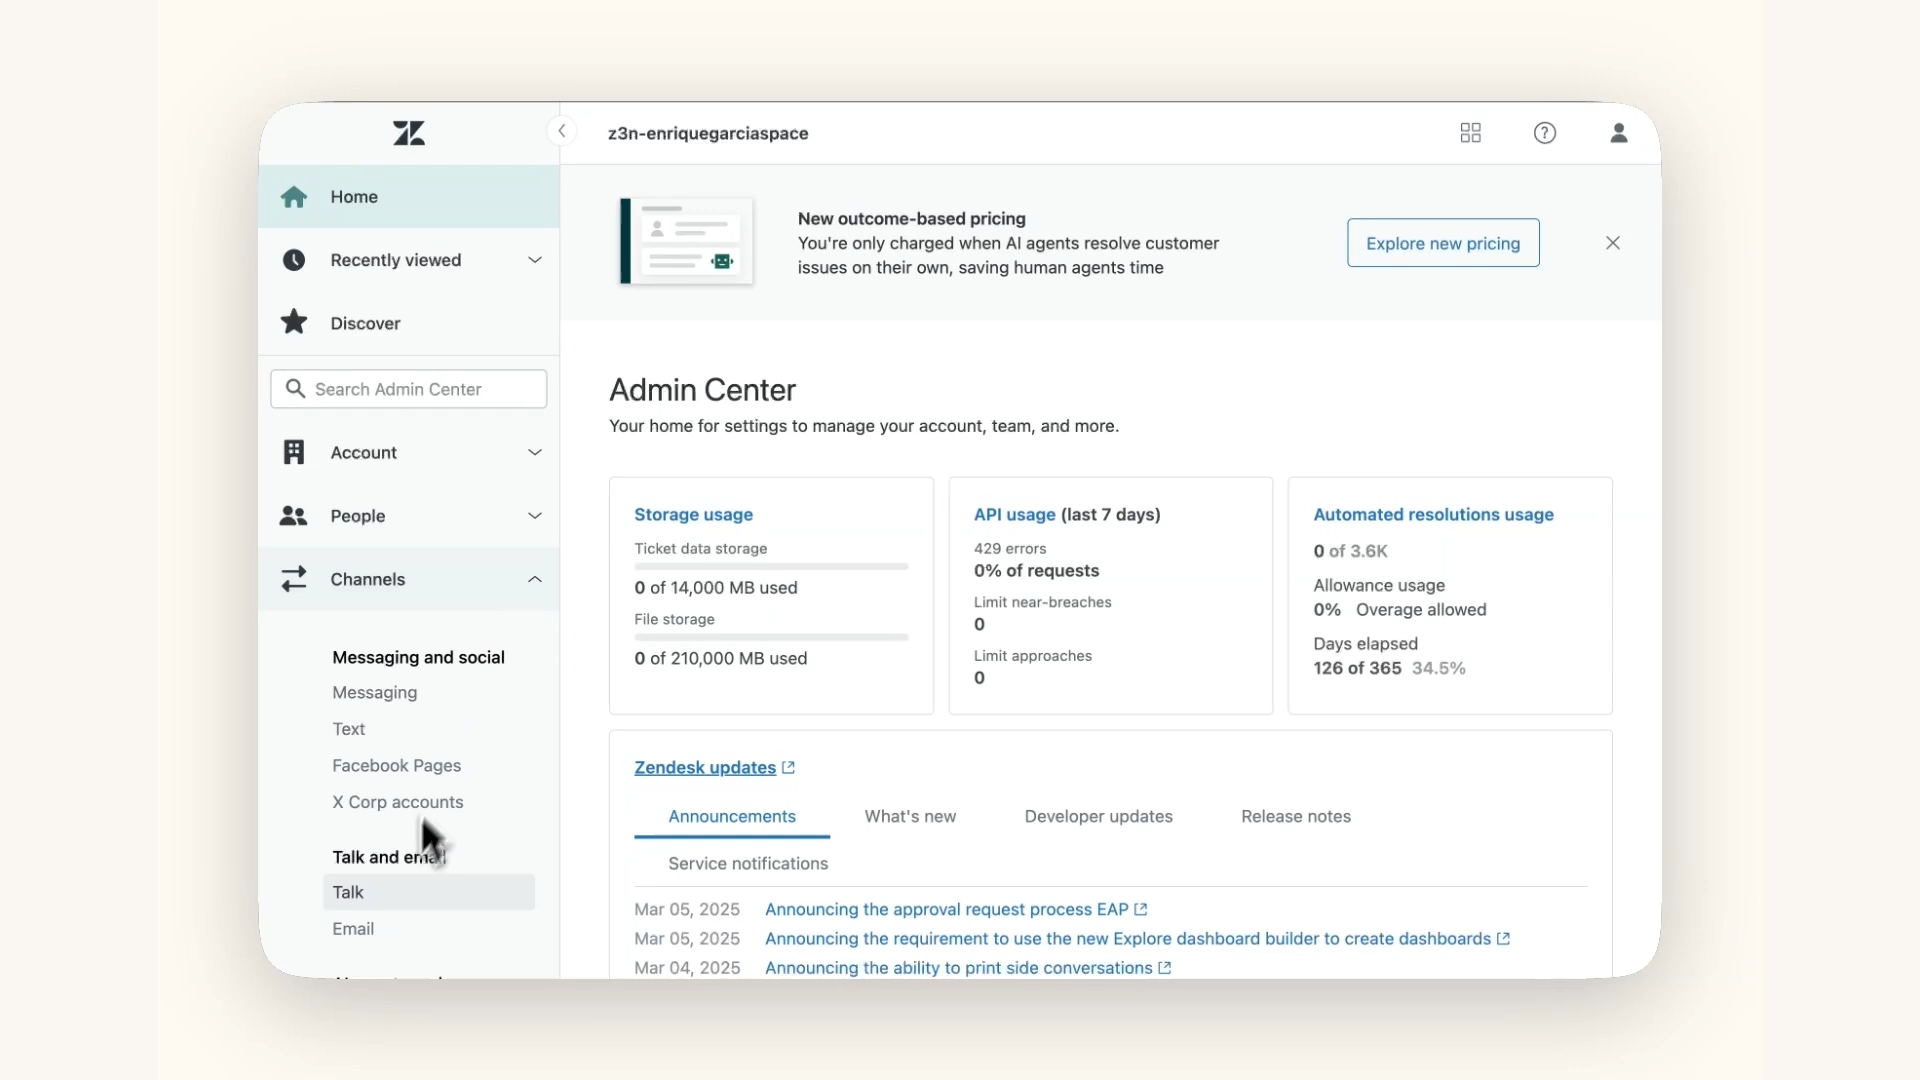 z3n-enriquegarciaspace
Home
Recently viewed
Discover
Search Admin Center
Account
People
Channels
Messaging and social
Messaging
Text
Facebook Pages
X Corp accounts
Talk and email
Talk
Email
New outcome-based pricing
You're only charged when AI agents resolve customer
issues on their own, saving human agents time
Explore new pricing
Admin Center
Your home for settings to manage your account, team, and more.
Storage usage
Ticket data storage
0 of 14,000 MB used
File storage
0 of 210,000 MB used
API usage (last 7 days)
429 errors
0% of requests
Limit near-breaches
0
Limit approaches
0
Automated resolutions usage
0 of 3.6K
Allowance usage
0% Overage allowed
Days elapsed
126 of 365 34.5%
Zendesk updates
Announcements What's new Developer updates Release notes
Service notifications
Mar 05, 2025 Announcing the approval request process EAP
Mar 05, 2025 Announcing the requirement to use the new Explore dashboard builder to create dashboards
Mar 04, 2025 Announcing the ability to print side conversations